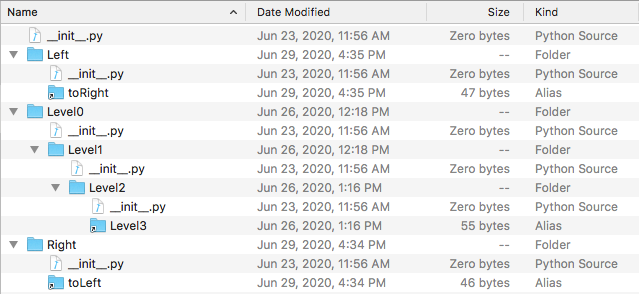 Name Date Modified Size Kind
__init__.py Jun 23, 2020, 11:56 AM Zero bytes Python Source
Left Jun 29, 2020, 4:35 PM -- Folder
__init__.py Jun 23, 2020, 11:56 AM Zero bytes Python Source
toRight Jun 29, 2020, 4:35 PM 47 bytes Alias
Level0 Jun 26, 2020, 12:18 PM -- Folder
__init__.py Jun 23, 2020, 11:56 AM Zero bytes Python Source
Level1 Jun 26, 2020, 12:18 PM -- Folder
__init__.py Jun 23, 2020, 11:56 AM Zero bytes Python Source
Level2 Jun 26, 2020, 1:16 PM -- Folder
__init__.py Jun 23, 2020, 11:56 AM Zero bytes Python Source
Level3 Jun 26, 2020, 1:16 PM 55 bytes Alias
Right Jun 29, 2020, 4:34 PM -- Folder
__init__.py Jun 23, 2020, 11:56 AM Zero bytes Python Source
toLeft Jun 29, 2020, 4:34 PM 46 bytes Alias